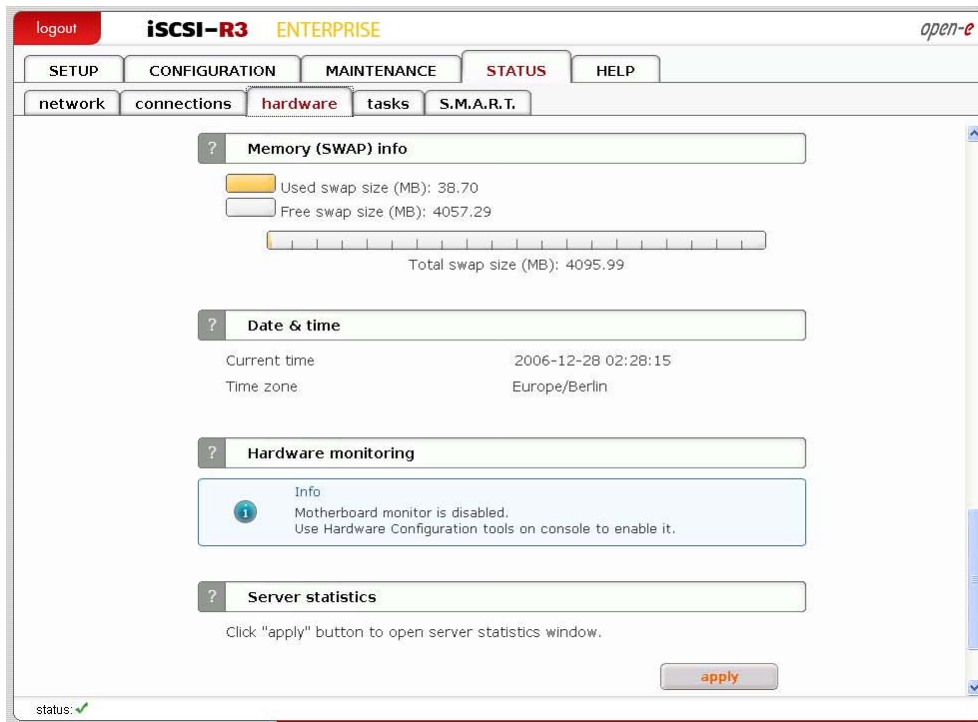 logout iSCSI-R3 ENTERPRISE open-e
SETUP CONFIGURATION MAINTENANCE STATUS HELP
network connections hardware tasks S.M.A.R.T.
? Memory (SWAP) info
Used swap size (MB): 38.70
Free swap size (MB): 4057.29
Total swap size (MB): 4095.99
? Date & time
Current time 2006-12-28 02:28:15
Time zone Europe/Berlin
? Hardware monitoring
Info
Motherboard monitor is disabled.
Use Hardware Configuration tools on console to enable it.
? Server statistics
Click "apply" button to open server statistics window.
apply
status: